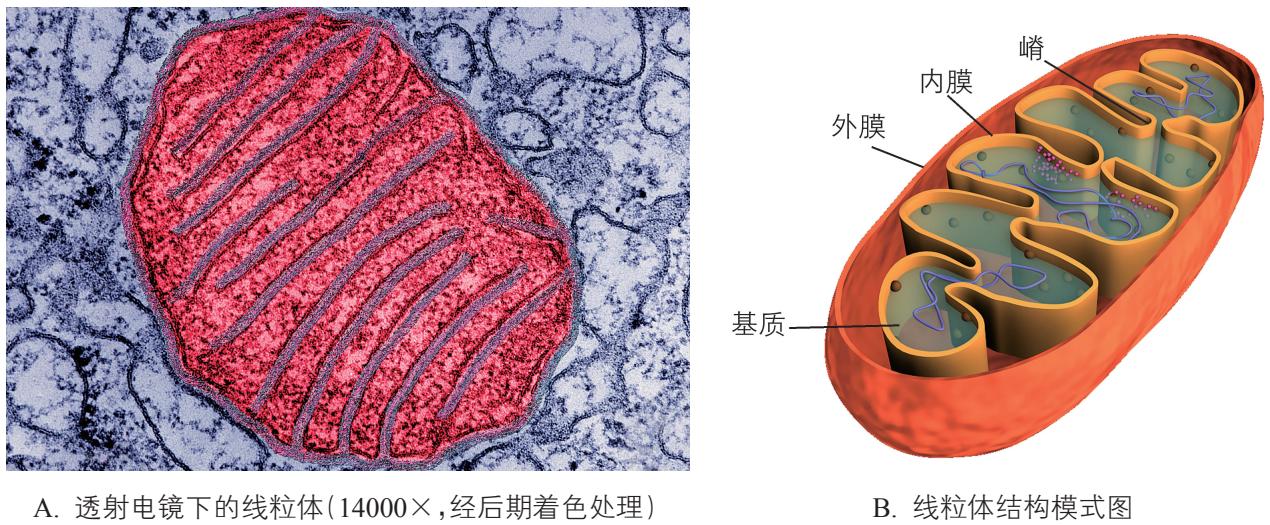 嵴
内膜
外膜
基质
A. 透射电镜下的线粒体(14000×,经后期着色处理)
B. 线粒体结构模式图